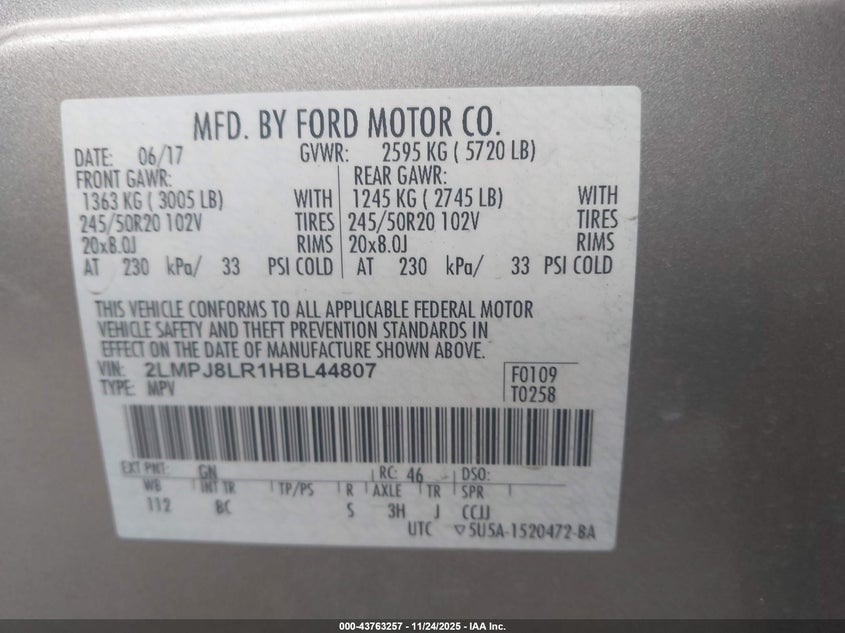 MFD. BY FORD MOTOR CO.
DATE: 06/17 GVWR: 2595 KG ( 5720 LB)
FRONT GAWR: REAR GAWR:
1363 KG ( 3005 LB) WITH 1245 KG ( 2745 LB) WITH
245/50R20 102V TIRES 245/50R20 102V TIRES
20x8.0J RIMS 20x8.0J RIMS
AT 230 kPa/ 33 PSI COLD AT 230 kPa/ 33 PSI COLD
THIS VEHICLE CONFORMS TO ALL APPLICABLE FEDERAL MOTOR
VEHICLE SAFETY AND THEFT PREVENTION STANDARDS IN
EFFECT ON THE DATE OF MANUFACTURE SHOWN ABOVE.
VIN: 2LMPJ8LR1HBL44807 F0109
TYPE: MPV T0258
EXT PNT: GN RC: 46 DSO:
WB INT TR TP/PS R AXLE TR SPR
112 BC S 3H J CCJJ
UTC ▽5U5A-1520472-BA
000-43763257 - 11/24/2025 - IAA Inc.